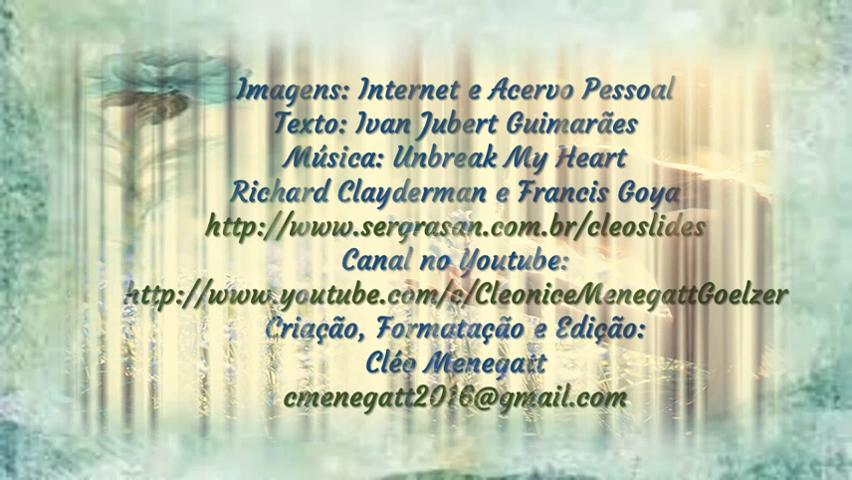 Imagens: Internet e Acervo Pessoal
Texto: Ivan Jubert Guimarães
Música: Unbreak My Heart
Richard Clayderman e Francis Goya
http://www.sergrasan.com.br/cleoslides
Canal no Youtube:
http://www.youtube.com/c/CleoniceMenegattGoelzer
Criação, Formatação e Edição:
Cléo Menegatt
cmenegatt2016@gmail.com